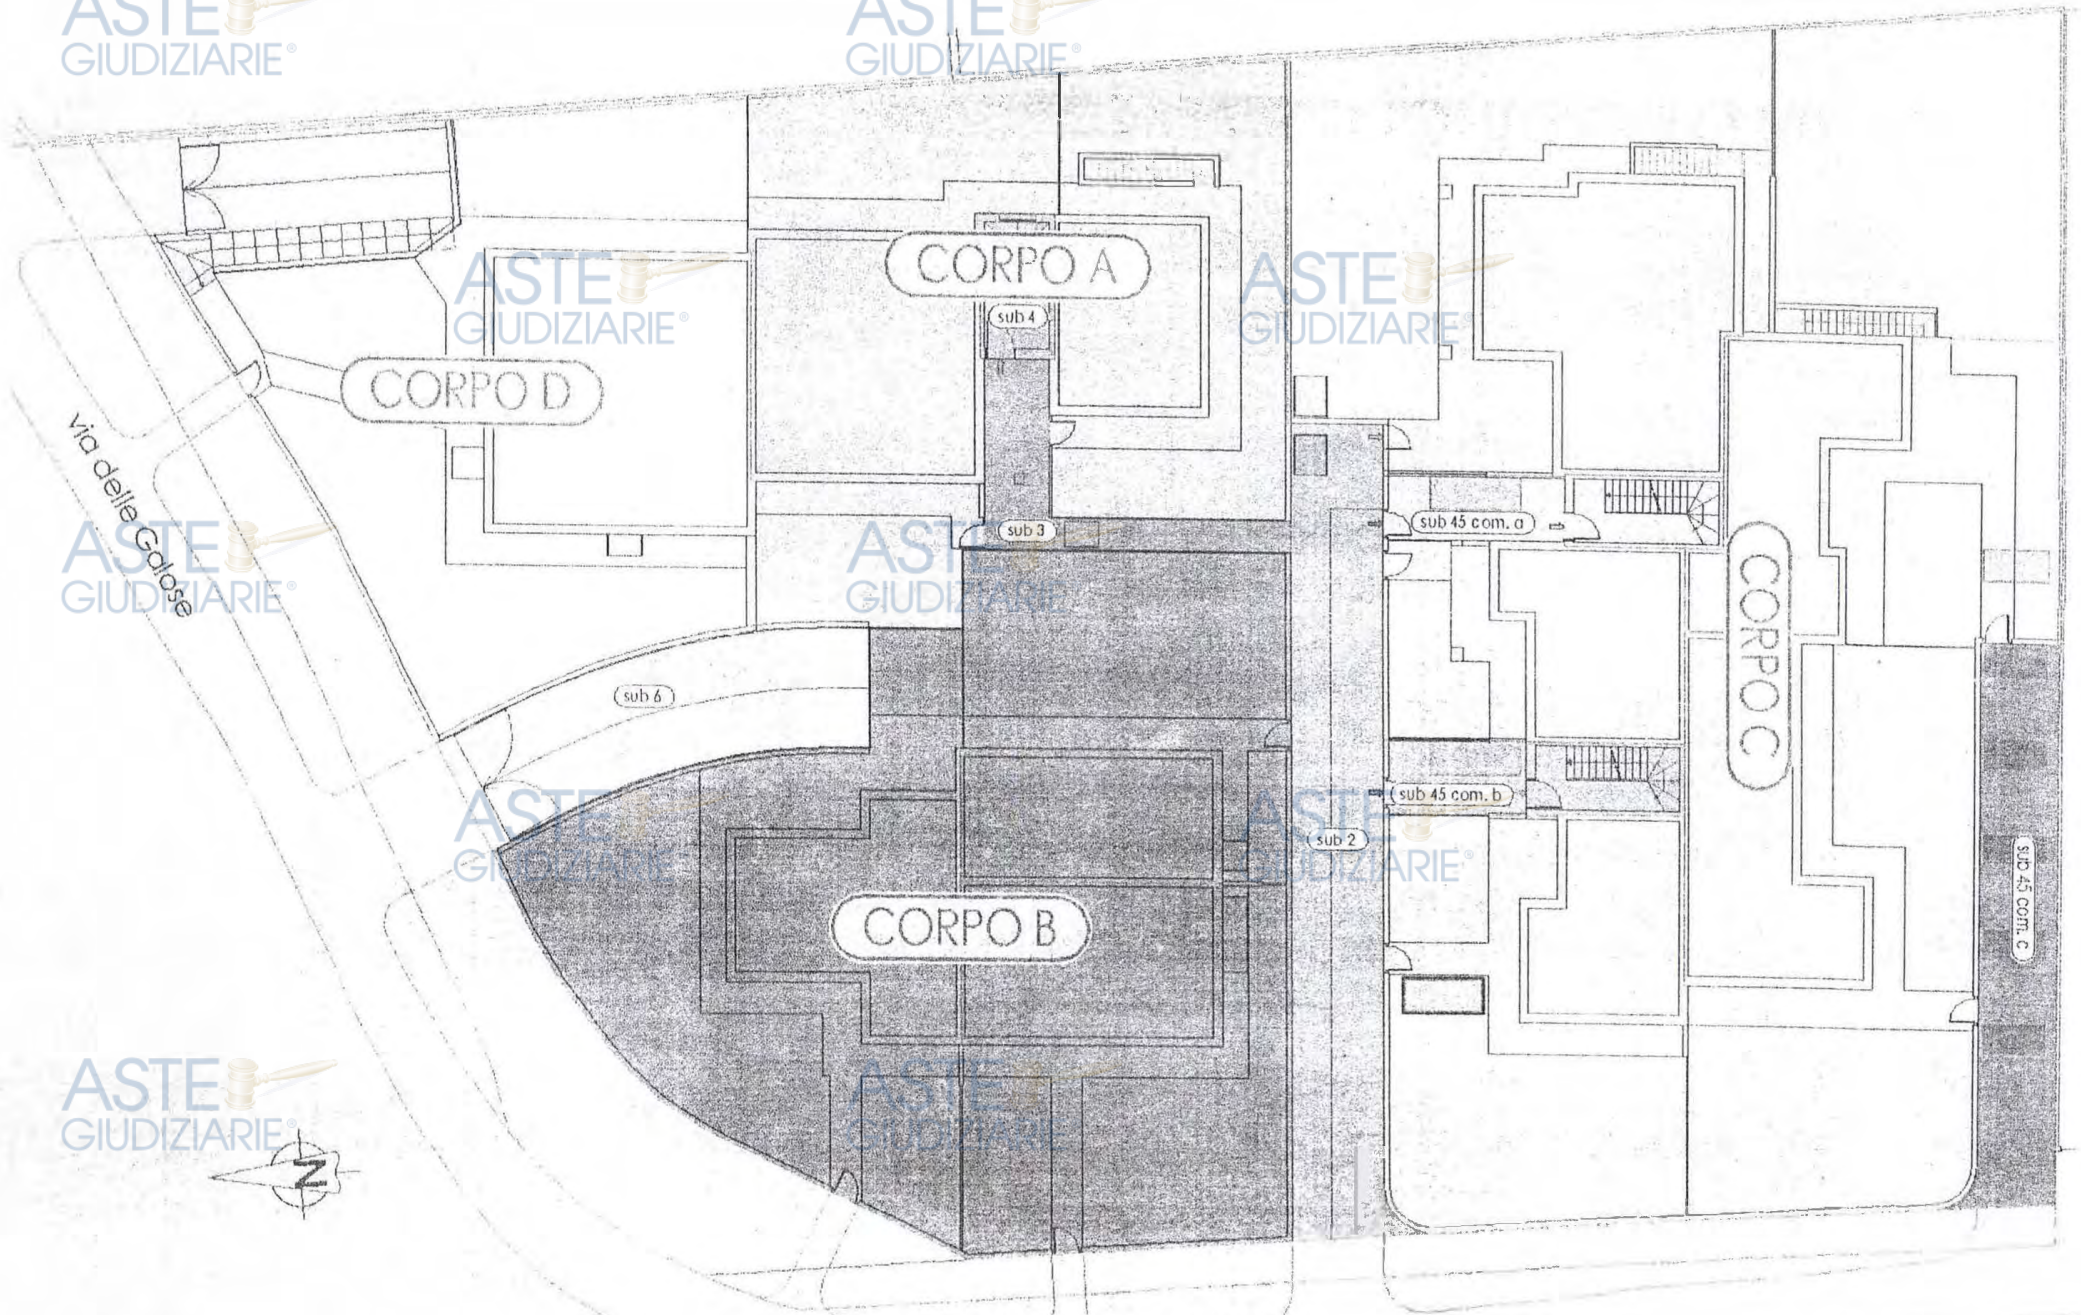 ASTE
GIUDIZIARIE®
ASTE
GIUDIZIARIE®
CORPO A
ASTE
GIUDIZIARIE®
ASTE
GIUDIZIARIE®
sub 4
CORPO D
via delle Calose
sub 3
sub 45 com. a
ASTE
GIUDIZIARIE®
ASTE
GIUDIZIARIE
CORPO C
sub 6
sub 45 com. b
ASTE
GIUDIZIARIE
ASTE
GIUDIZIARIE®
sub 2
sub 45 com. c
CORPO B
ASTE
GIUDIZIARIE®
ASTE
GIUDIZIARIE®
N